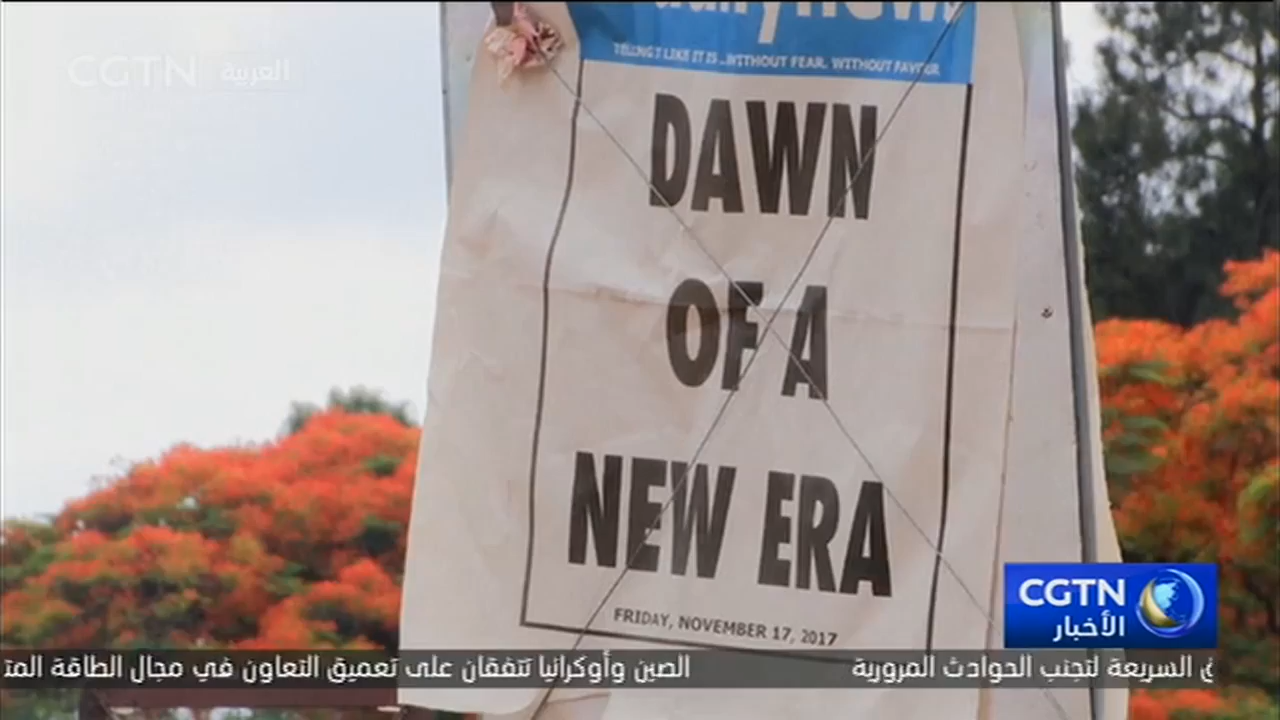 CGTN العربية
TELLING IT LIKE IT IS...WITHOUT FEAR. WITHOUT FAVOUR
DAWN
OF A
NEW ERA
FRIDAY, NOVEMBER 17, 2017
CGTN
الأخبار
السريعة لتجنب الحوادث المرورية
الصين وأوكرانيا تتفقان على تعميق التعاون في مجال الطاقة